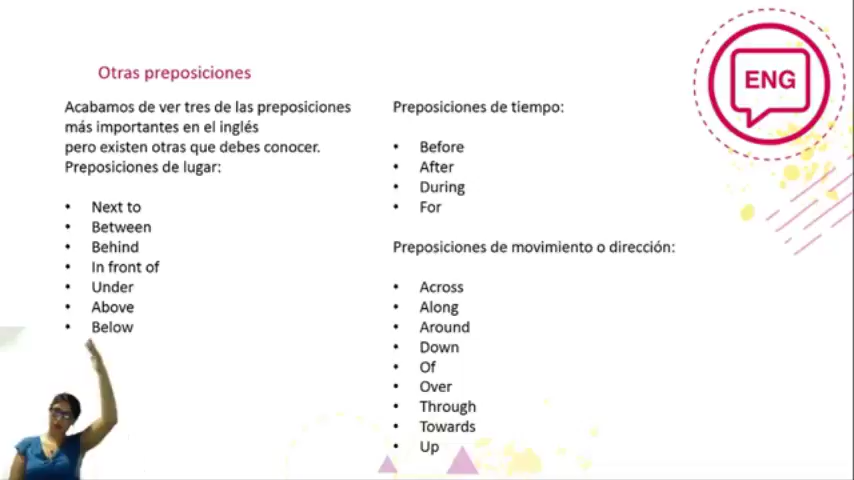 Otras preposiciones
Acabamos de ver tres de las preposiciones
más importantes en el inglés
pero existen otras que debes conocer.
Preposiciones de lugar:
• Next to
• Between
• Behind
• In front of
• Under
• Above
• Below
Preposiciones de tiempo:
• Before
• After
• During
• For
Preposiciones de movimiento o dirección:
• Across
• Along
• Around
• Down
• Of
• Over
• Through
• Towards
• Up
ENG